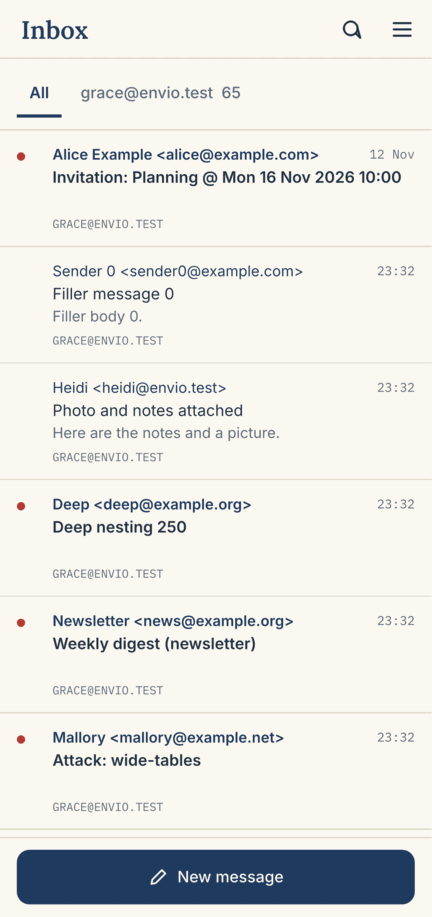 Inbox
All grace@envio.test 65
Alice Example <alice@example.com> 12 Nov
Invitation: Planning @ Mon 16 Nov 2026 10:00
GRACE@ENVIO.TEST
Sender 0 <sender0@example.com> 23:32
Filler message 0
Filler body 0.
GRACE@ENVIO.TEST
Heidi <heidi@envio.test> 23:32
Photo and notes attached
Here are the notes and a picture.
GRACE@ENVIO.TEST
Deep <deep@example.org> 23:32
Deep nesting 250
GRACE@ENVIO.TEST
Newsletter <news@example.org> 23:32
Weekly digest (newsletter)
GRACE@ENVIO.TEST
Mallory <mallory@example.net> 23:32
Attack: wide-tables
GRACE@ENVIO.TEST
New message